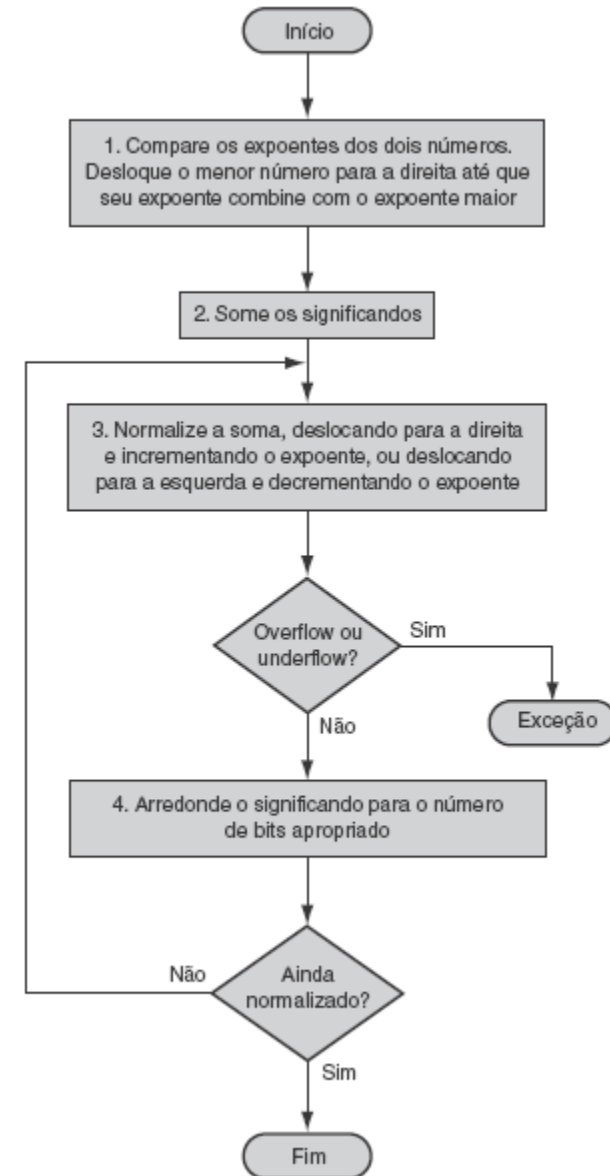 Início
1. Compare os expoentes dos dois números.
Desloque o menor número para a direita até que
seu expoente combine com o expoente maior
2. Some os significandos
3. Normalize a soma, deslocando para a direita
e incrementando o expoente, ou deslocando
para a esquerda e decrementando o expoente
Overflow ou
underflow?
Sim
Exceção
Não
4. Arredonde o significando para o número
de bits apropriado
Não
Ainda
normalizado?
Sim
Fim